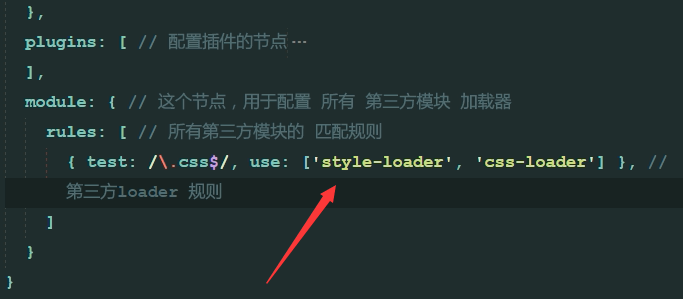 },
plugins: [ // 配置插件的节点…
],
module: { // 这个节点，用于配置 所有 第三方模块 加载器
rules: [ // 所有第三方模块的 匹配规则
{ test: /\.css$/, use: ['style-loader', 'css-loader'] }, //
第三方loader 规则
]
}
}